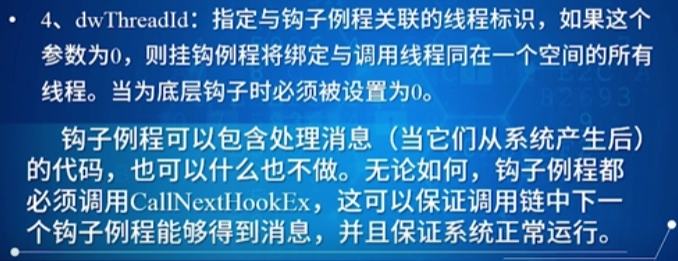 • 4、dwThreadId：指定与钩子例程关联的线程标识，如果这个
参数为0，则挂钩例程将绑定与调用线程同在一个空间的所有
线程。当为底层钩子时必须被设置为0。
钩子例程可以包含处理消息（当它们从系统产生后）
的代码，也可以什么也不做。无论如何，钩子例程都
必须调用CallNextHookEx，这可以保证调用链中下一
个钩子例程能够得到消息，并且保证系统正常运行。